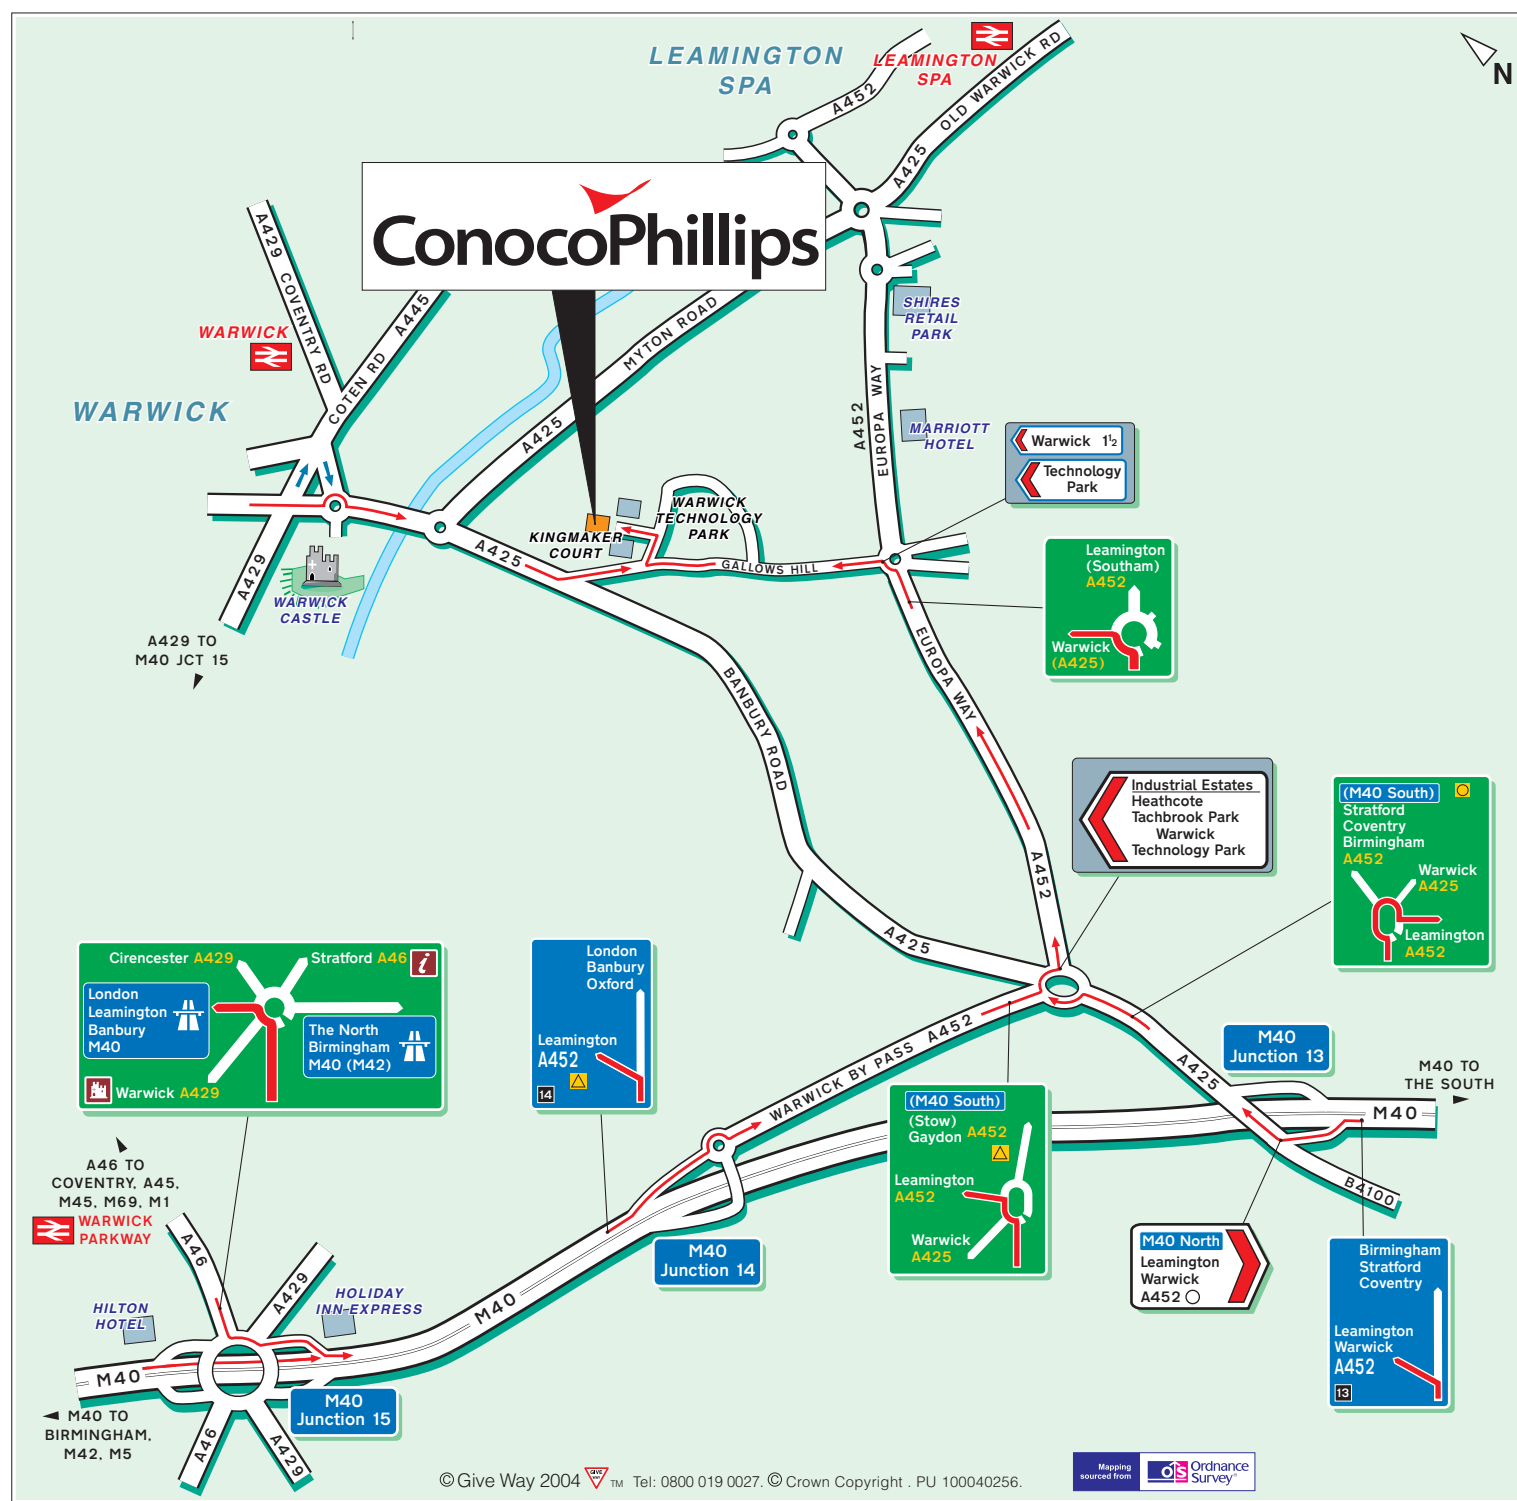 LEAMINGTON
SPA
LEAMINGTON
SPA
N
A452
A425 OLD WARWICK RD
ConocoPhillips
A429 COVENTRY RD
COTEN RD A445
WARWICK
WARWICK
MYTON ROAD
A425
SHIRES
RETAIL
PARK
A452
EUROPA WAY
MARRIOTT
HOTEL
Warwick 1½
Technology
Park
WARWICK
TECHNOLOGY
PARK
KINGMAKER
COURT
A425
GALLOWS HILL
A429
WARWICK
CASTLE
A429 TO
M40 JCT 15
Leamington
(Southam)
A452
Warwick
(A425)
EUROPA WAY
BANBURY ROAD
A452
Industrial Estates
Heathcote
Tachbrook Park
Warwick
Technology Park
(M40 South)
Stratford
Coventry
Birmingham
A452
Warwick
A425
Leamington
A452
A425
Cirencester A429
Stratford A46
i
London
Leamington
Banbury
M40
The North
Birmingham
M40 (M42)
Warwick A429
London
Banbury
Oxford
Leamington
A452
14
WARWICK BY PASS A452
A425
M40
Junction 13
M40 TO
THE SOUTH
M40
(M40 South)
(Stow)
Gaydon A452
Leamington
A452
Warwick
A425
B4100
A46 TO
COVENTRY, A45,
M45, M69, M1
WARWICK
PARKWAY
A46
A429
HILTON
HOTEL
HOLIDAY
INN-EXPRESS
M40
M40
Junction 14
M40 North
Leamington
Warwick
A452
Birmingham
Stratford
Coventry
Leamington
Warwick
A452
13
M40
M40
Junction 15
M40 TO
BIRMINGHAM,
M42, M5
A46
A429
© Give Way 2004 GIVE WAY TM Tel: 0800 019 0027. © Crown Copyright . PU 100040256.
Mapping
sourced from
OS Ordnance
Survey®